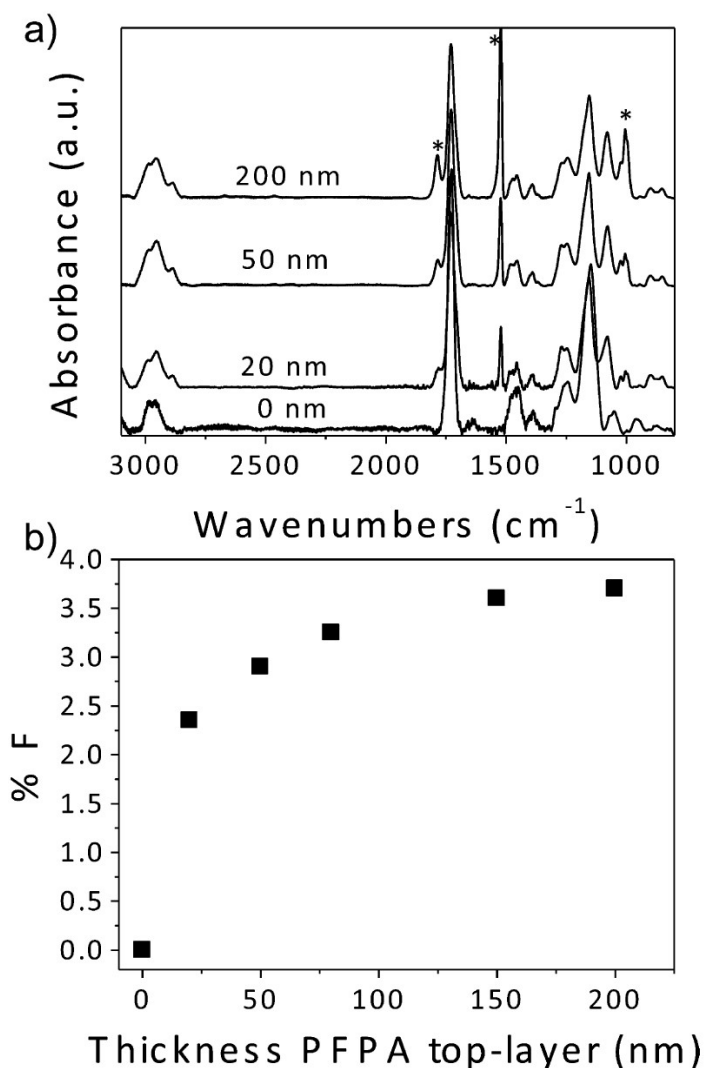 a)
*
*
*
200 nm
50 nm
20 nm
0 nm
Absorbance (a.u.)
3000 2500 2000 1500 1000
Wavenumbers (cm⁻¹)
b)
4.0
3.5
3.0
2.5
2.0
1.5
1.0
0.5
0.0
% F
0 50 100 150 200
Thickness PFPA top-layer (nm)